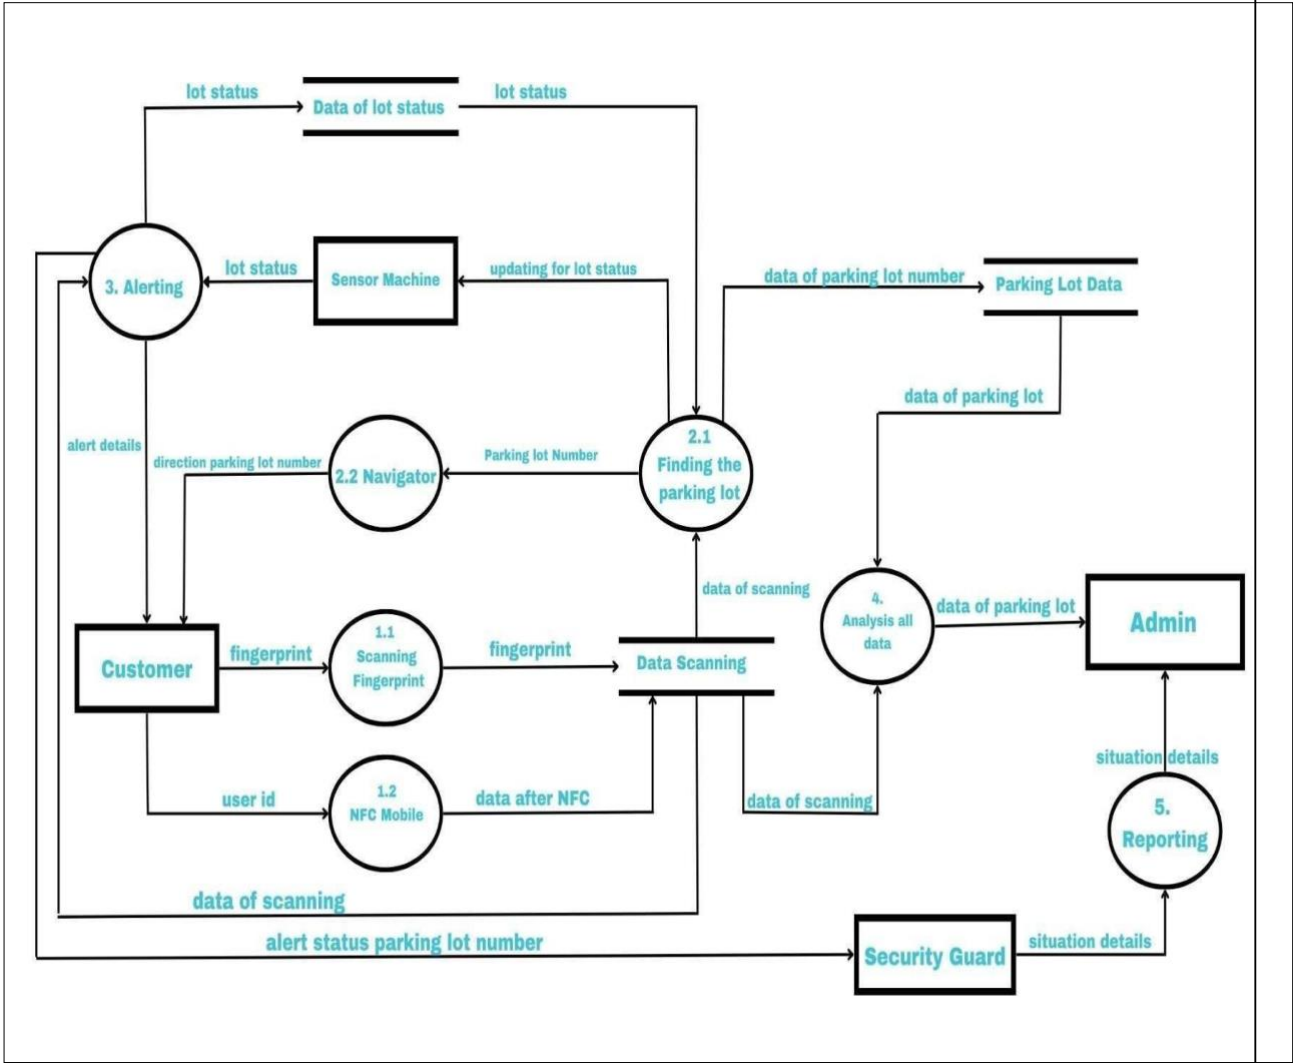 lot status
Data of lot status
lot status
3. Alerting
lot status
Sensor Machine
updating for lot status
data of parking lot number
Parking Lot Data
data of parking lot
alert details
direction parking lot number
2.2 Navigator
Parking lot Number
2.1
Finding the
parking lot
data of scanning
4.
Analysis all
data
data of parking lot
Admin
Customer
fingerprint
1.1
Scanning
Fingerprint
fingerprint
Data Scanning
user id
1.2
NFC Mobile
data after NFC
data of scanning
situation details
5.
Reporting
data of scanning
alert status parking lot number
Security Guard
situation details